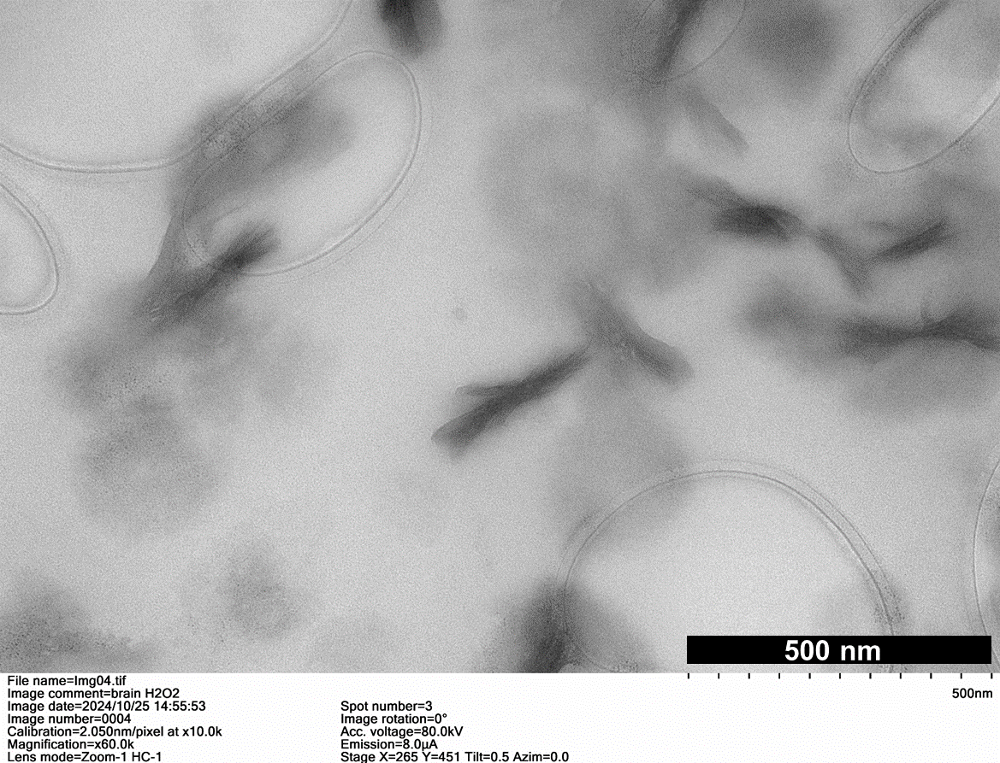 500 nm
500nm
File name=Img04.tif
Image comment=brain H2O2
Image date=2024/10/25 14:55:53
Image number=0004
Calibration=2.050nm/pixel at x10.0k
Magnification=x60.0k
Lens mode=Zoom-1 HC-1
Spot number=3
Image rotation=0°
Acc. voltage=80.0kV
Emission=8.0µA
Stage X=265 Y=451 Tilt=0.5 Azim=0.0